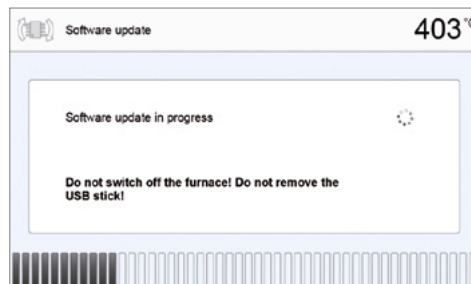 Software update
403 °C
Software update in progress
Do not switch off the furnace! Do not remove the
USB stick!